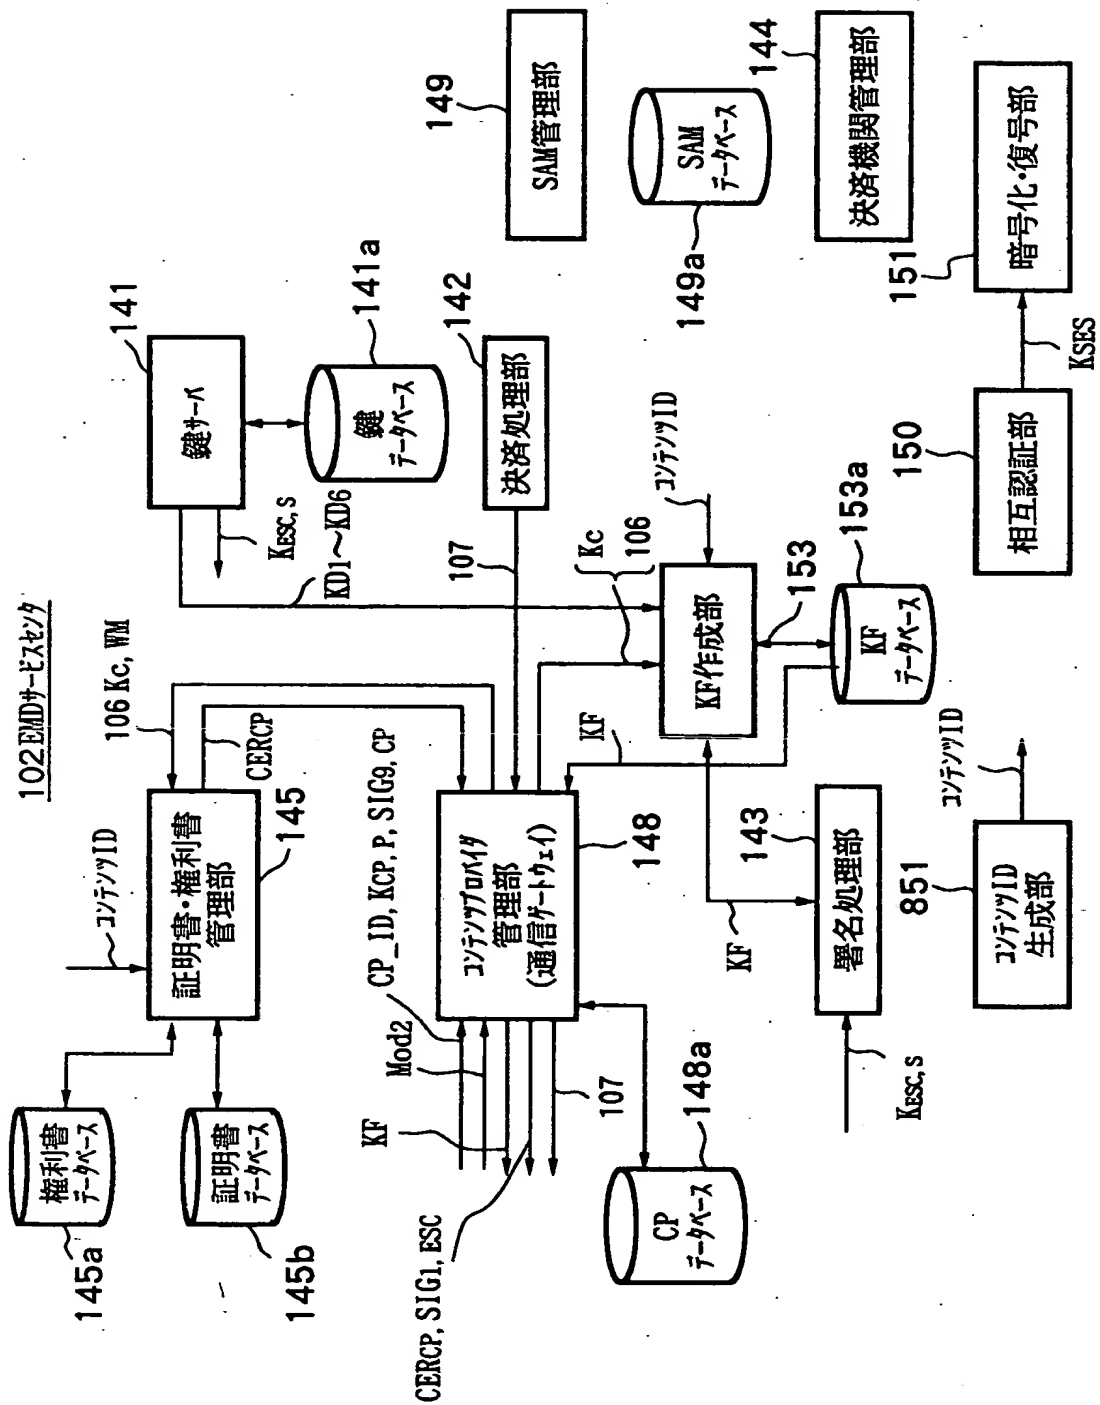 102 EMDサービスセンタ
145a
権利書
データベース
145b
証明書
データベース
コンテンツID
証明書・権利書
管理部
145
106 Kc, WM
CERCP
141
鍵サーバ
KESC,S
KD1～KD6
141a
鍵
データベース
149
SAM管理部
CERCP, SIG1,ESC
KF
Mod2
CP_ID, KCP,P, SIG9,CP
107
コンテンツプロバイダ
管理部
(通信ゲートウェイ)
148
107
142
決済処理部
149a
SAM
データベース
CP
データベース
148a
KF
KF
Kc
106
コンテンツID
KF作成部
153
144
決済機関管理部
KESC,S
署名処理部
143
KF
データベース
153a
851
コンテンツID
生成部
コンテンツID
150
相互認証部
KSES
151
暗号化・復号部